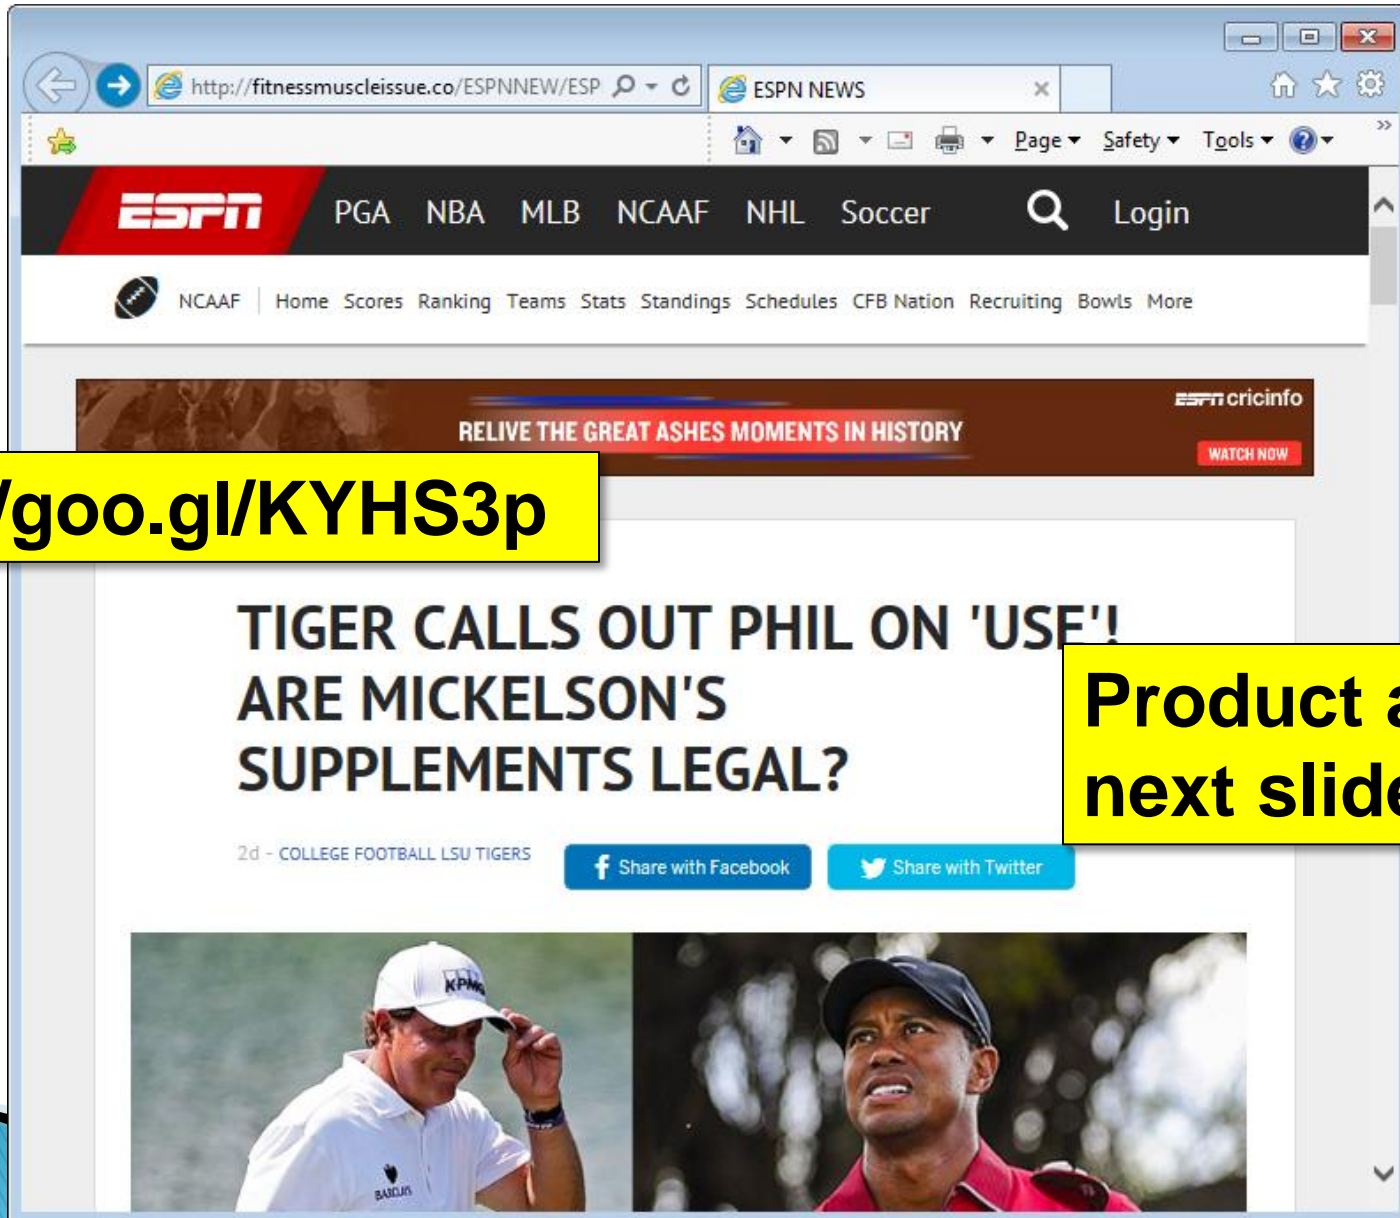 http://fitnessmuscleissue.co/ESPNNEW/ESP
ESPN NEWS
Page Safety Tools
ESPN PGA NBA MLB NCAAF NHL Soccer Login
NCAAF Home Scores Ranking Teams Stats Standings Schedules CFB Nation Recruiting Bowls More
ESPN cricinfo
RELIVE THE GREAT ASHES MOMENTS IN HISTORY
WATCH NOW
/goo.gl/KYHS3p
TIGER CALLS OUT PHIL ON 'USE'!
ARE MICKELSON'S
SUPPLEMENTS LEGAL?
Product a
next slide
2d - COLLEGE FOOTBALL LSU TIGERS
f Share with Facebook
Share with Twitter
KPMG
BARCLAYS